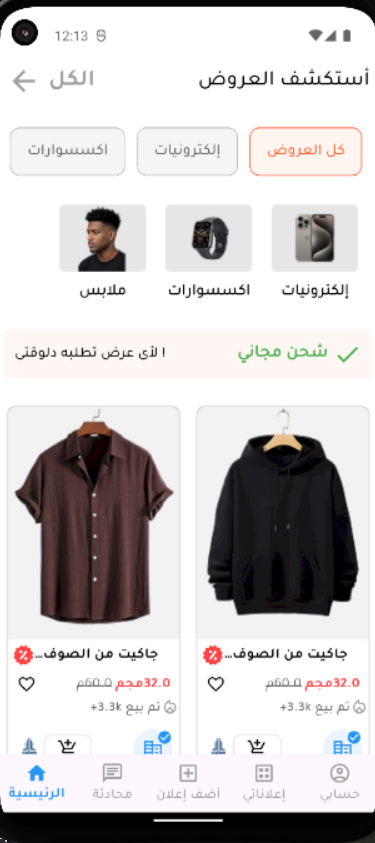 12:13
أستكشف العروض
الكل
كل العروض
إلكترونيات
اكسسوارات
إلكترونيات
اكسسوارات
ملابس
شحن مجاني
لأى عرض تطلبه دلوقتى !
جاكيت من الصوف...
32.0مجم 60.0م
تم بيع 3.3k+
جاكيت من الصوف...
32.0مجم 60.0م
تم بيع 3.3k+
حسابي
إعلاناتي
أضف إعلان
محادثة
الرئيسية